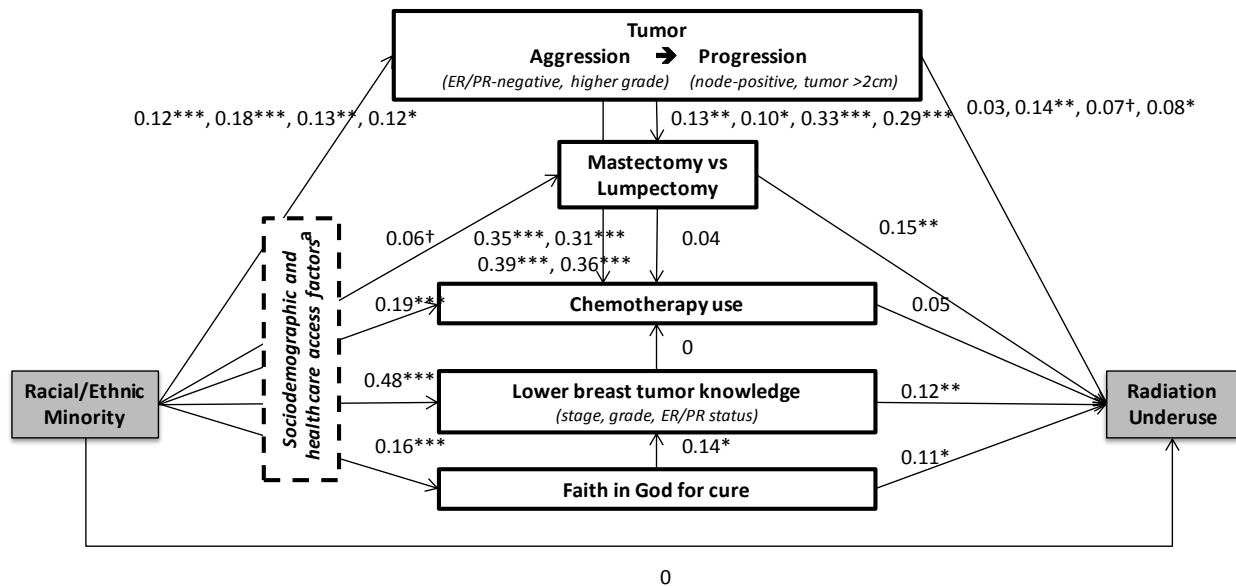 Tumor
Aggression ➔ Progression
(ER/PR-negative, higher grade) (node-positive, tumor >2cm)
0.12***, 0.18***, 0.13**, 0.12*
0.13**, 0.10*, 0.33***, 0.29***
0.03, 0.14**, 0.07†, 0.08*
Mastectomy vs
Lumpectomy
Sociodemographic and
healthcare access factorsᵃ
0.06†
0.35***, 0.31***
0.39***, 0.36***
0.04
0.15**
0.19***
Chemotherapy use
0.05
0
Racial/Ethnic
Minority
0.48***
Lower breast tumor knowledge
(stage, grade, ER/PR status)
0.12**
Radiation
Underuse
0.16***
0.14*
0.11*
Faith in God for cure
0